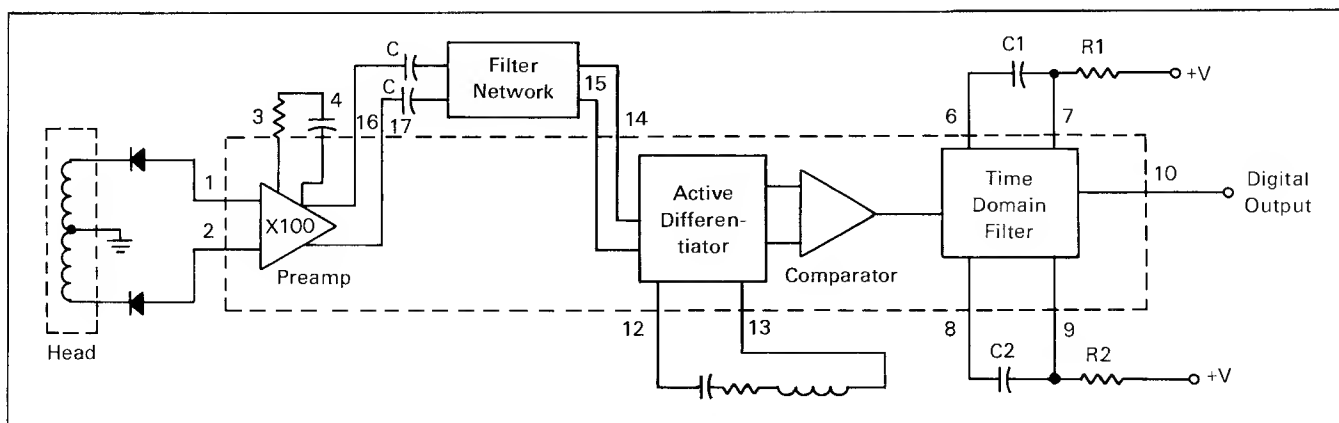 Head
1
2
3
4
X100
Preamp
16
17
C
C
Filter
Network
15
14
Active
Differen-
tiator
12
13
Comparator
C1
R1
+V
6
7
Time
Domain
Filter
10
Digital
Output
8
9
C2
R2
+V